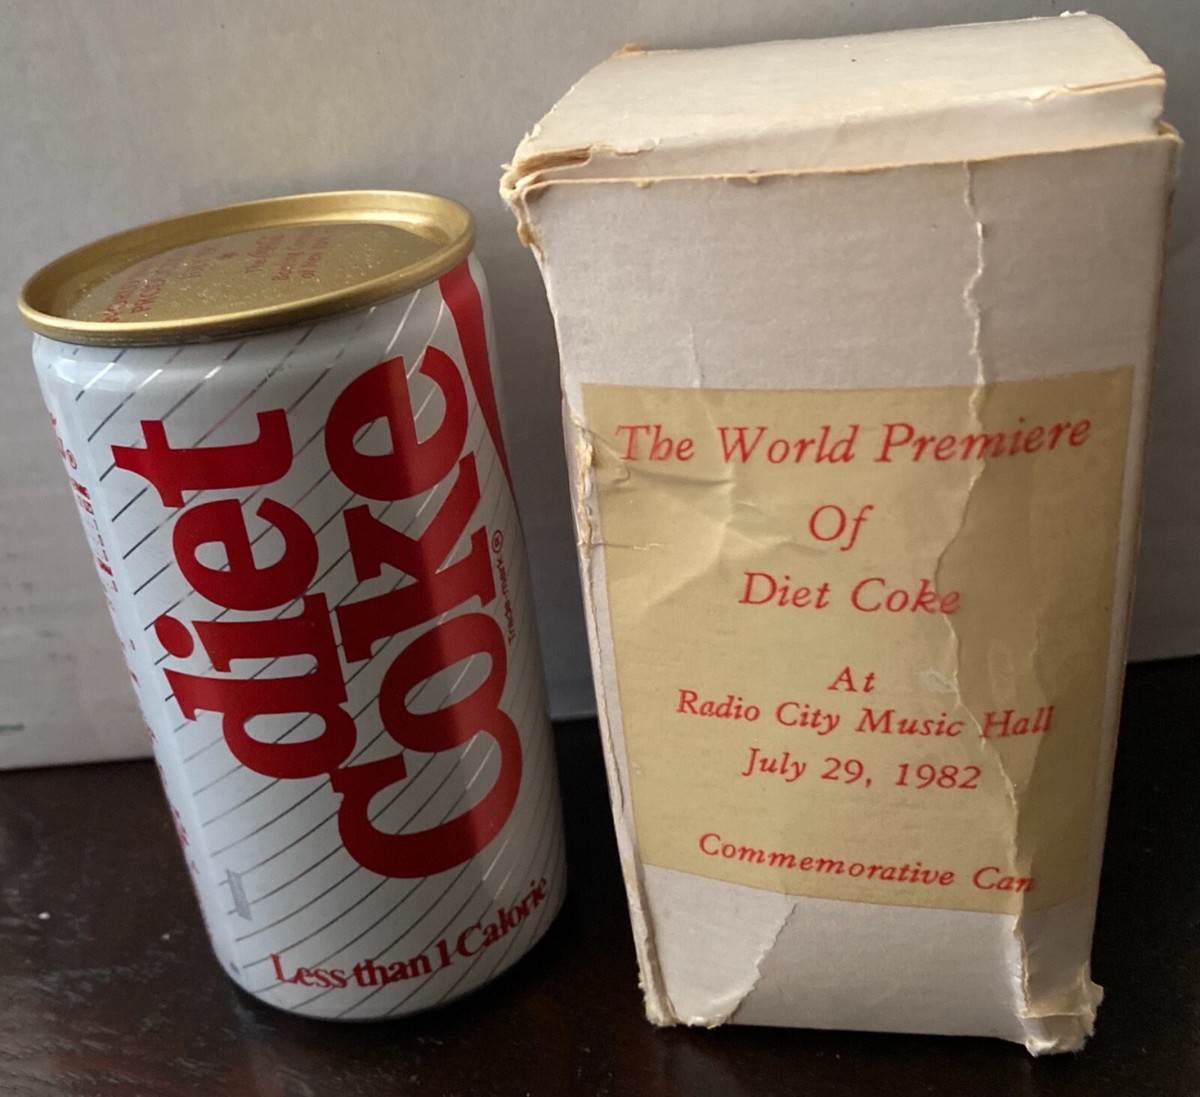 diet
Coke
Trade-mark ®
Less than 1 Calorie
The World Premiere
Of
Diet Coke
At
Radio City Music Hall
July 29, 1982
Commemorative Can